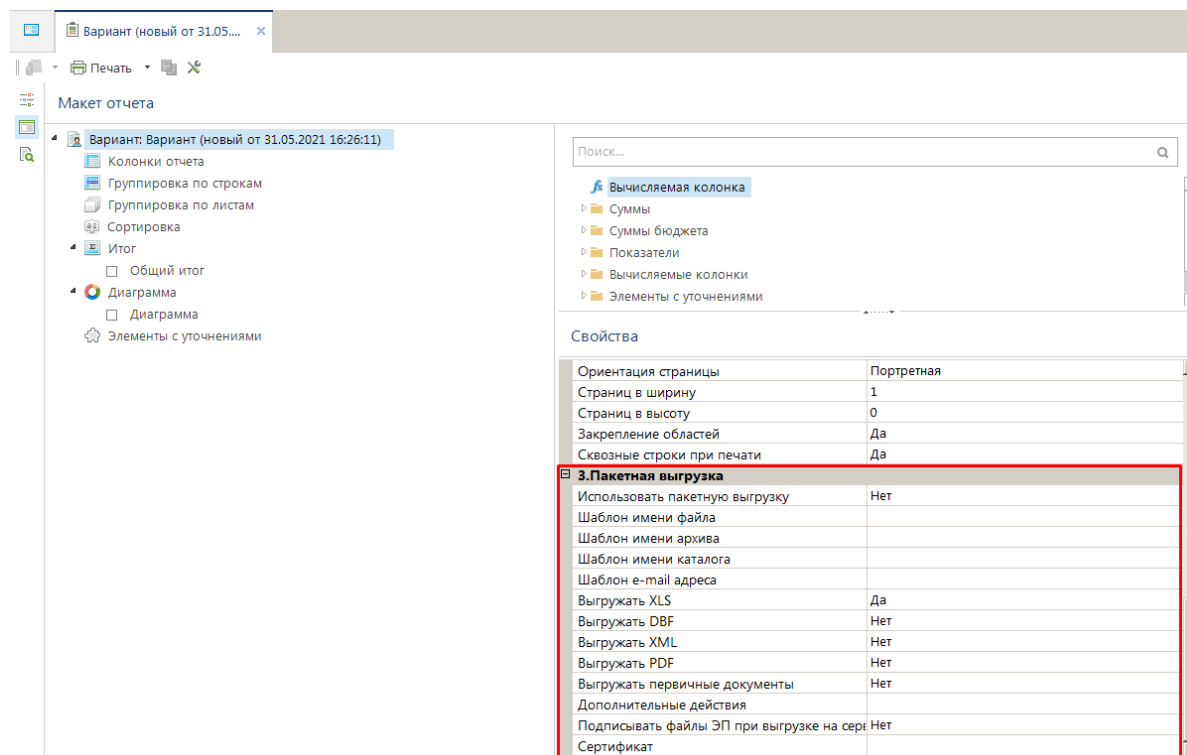 Вариант (новый от 31.05....
Печать
Макет отчета
Вариант: Вариант (новый от 31.05.2021 16:26:11)
Колонки отчета
Группировка по строкам
Группировка по листам
Сортировка
Итог
Общий итог
Диаграмма
Диаграмма
Элементы с уточнениями
Поиск...
Вычисляемая колонка
Суммы
Суммы бюджета
Показатели
Вычисляемые колонки
Элементы с уточнениями
Свойства
Ориентация страницы Портретная
Страниц в ширину 1
Страниц в высоту 0
Закрепление областей Да
Сквозные строки при печати Да
3.Пакетная выгрузка
Использовать пакетную выгрузку Нет
Шаблон имени файла
Шаблон имени архива
Шаблон имени каталога
Шаблон e-mail адреса
Выгружать XLS Да
Выгружать DBF Нет
Выгружать XML Нет
Выгружать PDF Нет
Выгружать первичные документы Нет
Дополнительные действия
Подписывать файлы ЭП при выгрузке на серв Нет
Сертификат